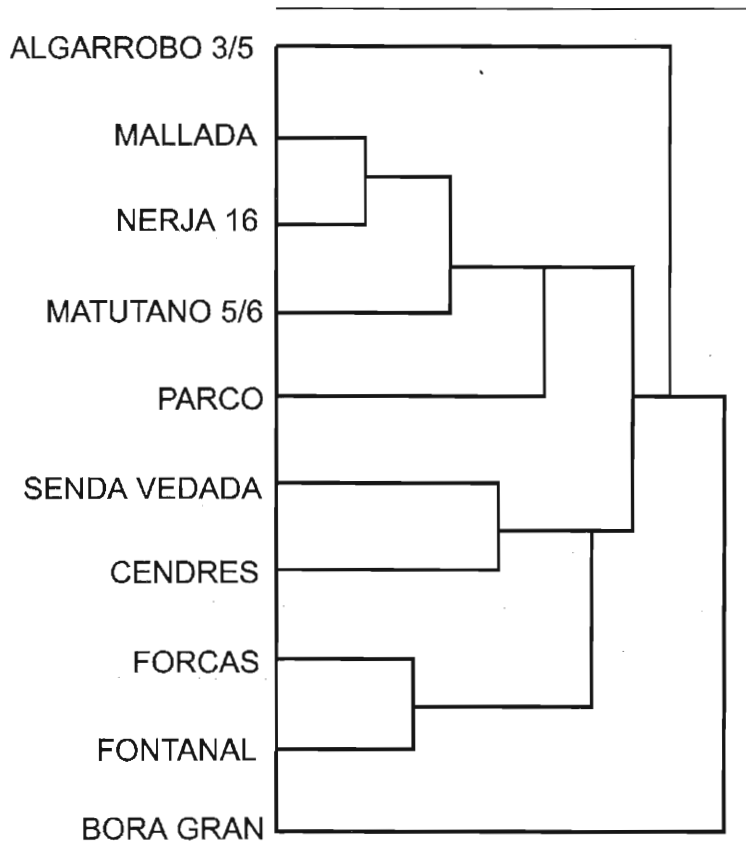 ALGARROBO 3/5
MALLADA
NERJA 16
MATUTANO 5/6
PARCO
SENDA VEDADA
CENDRES
FORCAS
FONTANAL
BORA GRAN